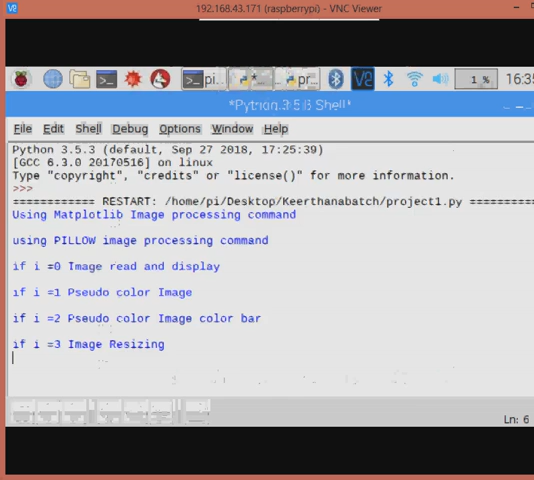 192.168.43.171 (raspberrypi) - VNC Viewer
1 %
16:35
*Python 3.5.3 Shell*
File Edit Shell Debug Options Window Help
Python 3.5.3 (default, Sep 27 2018, 17:25:39)
[GCC 6.3.0 20170516] on linux
Type "copyright", "credits" or "license()" for more information.
>>>
============ RESTART: /home/pi/Desktop/Keerthanabatch/project1.py =========
Using Matplotlib Image processing command
using PILLOW image processing command
if i =0 Image read and display
if i =1 Pseudo color Image
if i =2 Pseudo color Image color bar
if i =3 Image Resizing
Ln: 6